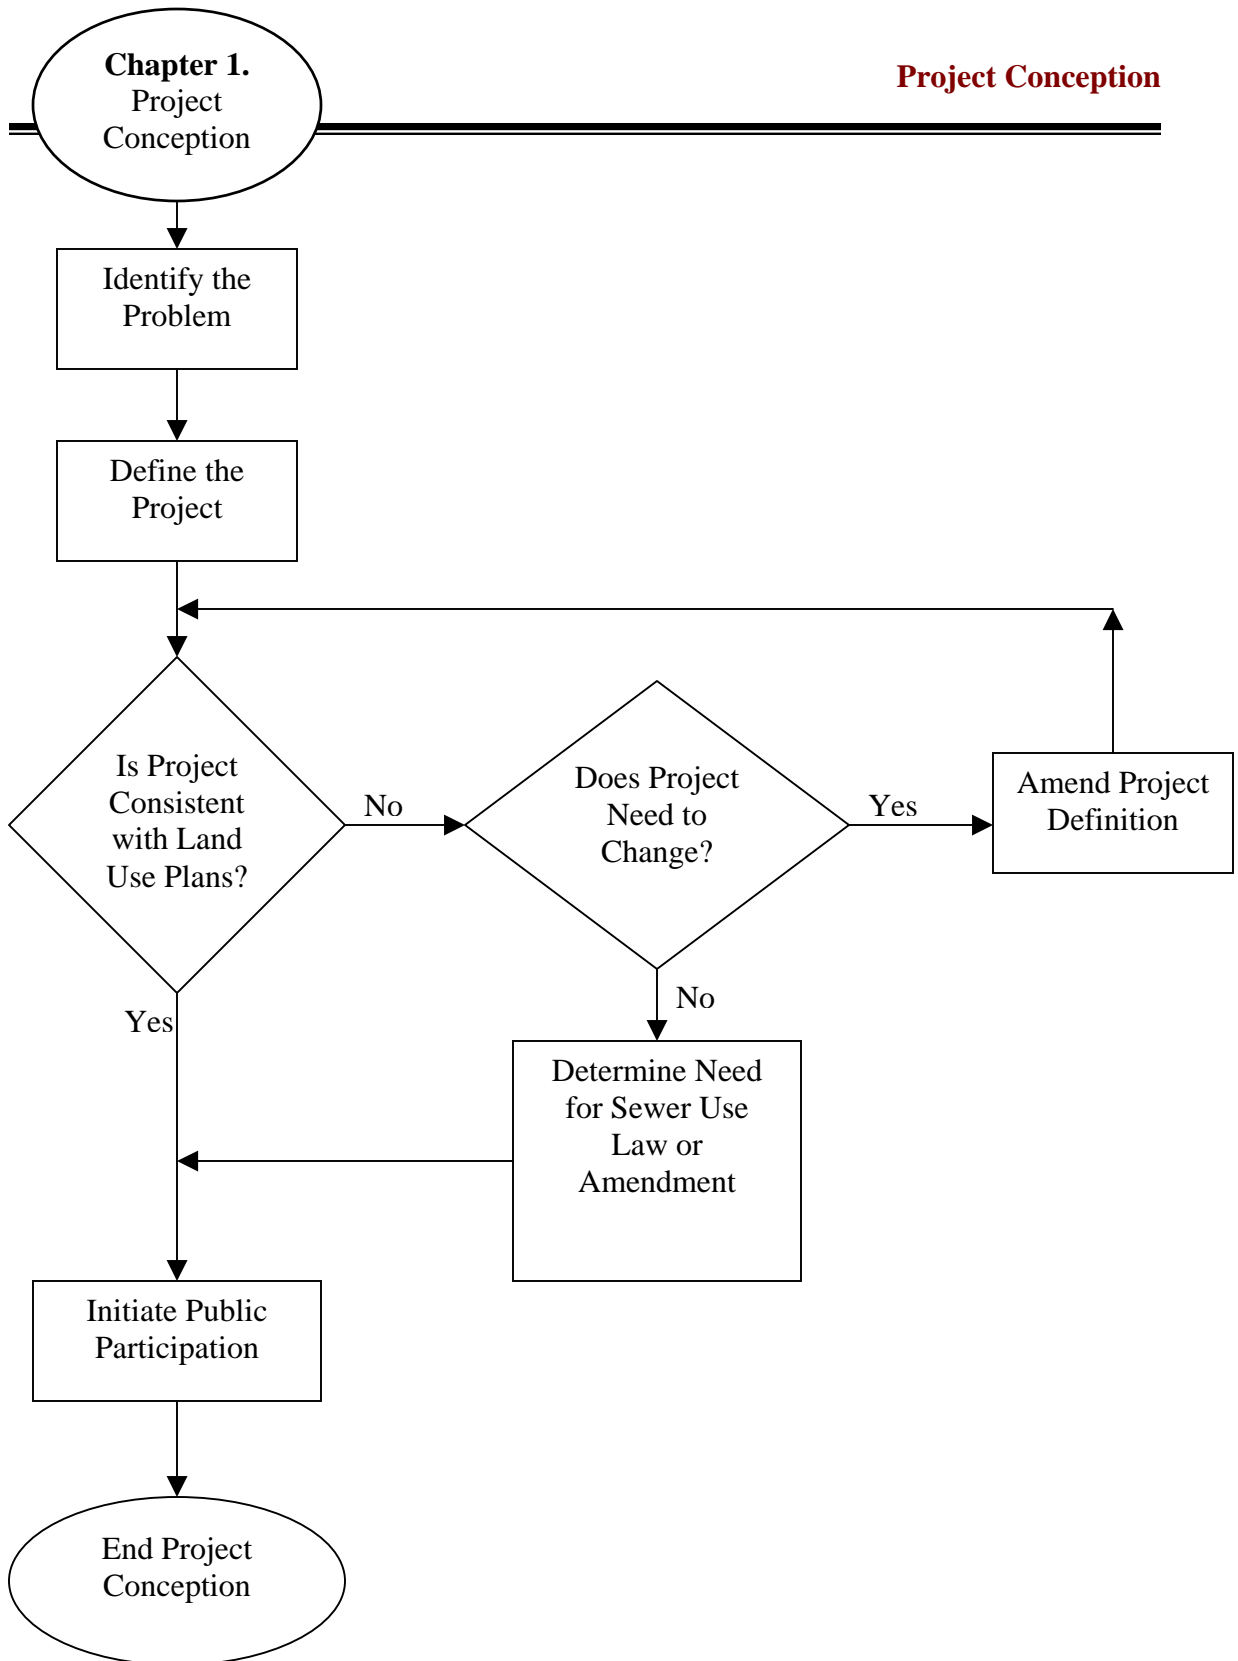 Chapter 1.
Project
Conception
Project Conception
Identify the
Problem
Define the
Project
Is Project
Consistent
with Land
Use Plans?
No
Does Project
Need to
Change?
Yes
Amend Project
Definition
No
Yes
Determine Need
for Sewer Use
Law or
Amendment
Initiate Public
Participation
End Project
Conception